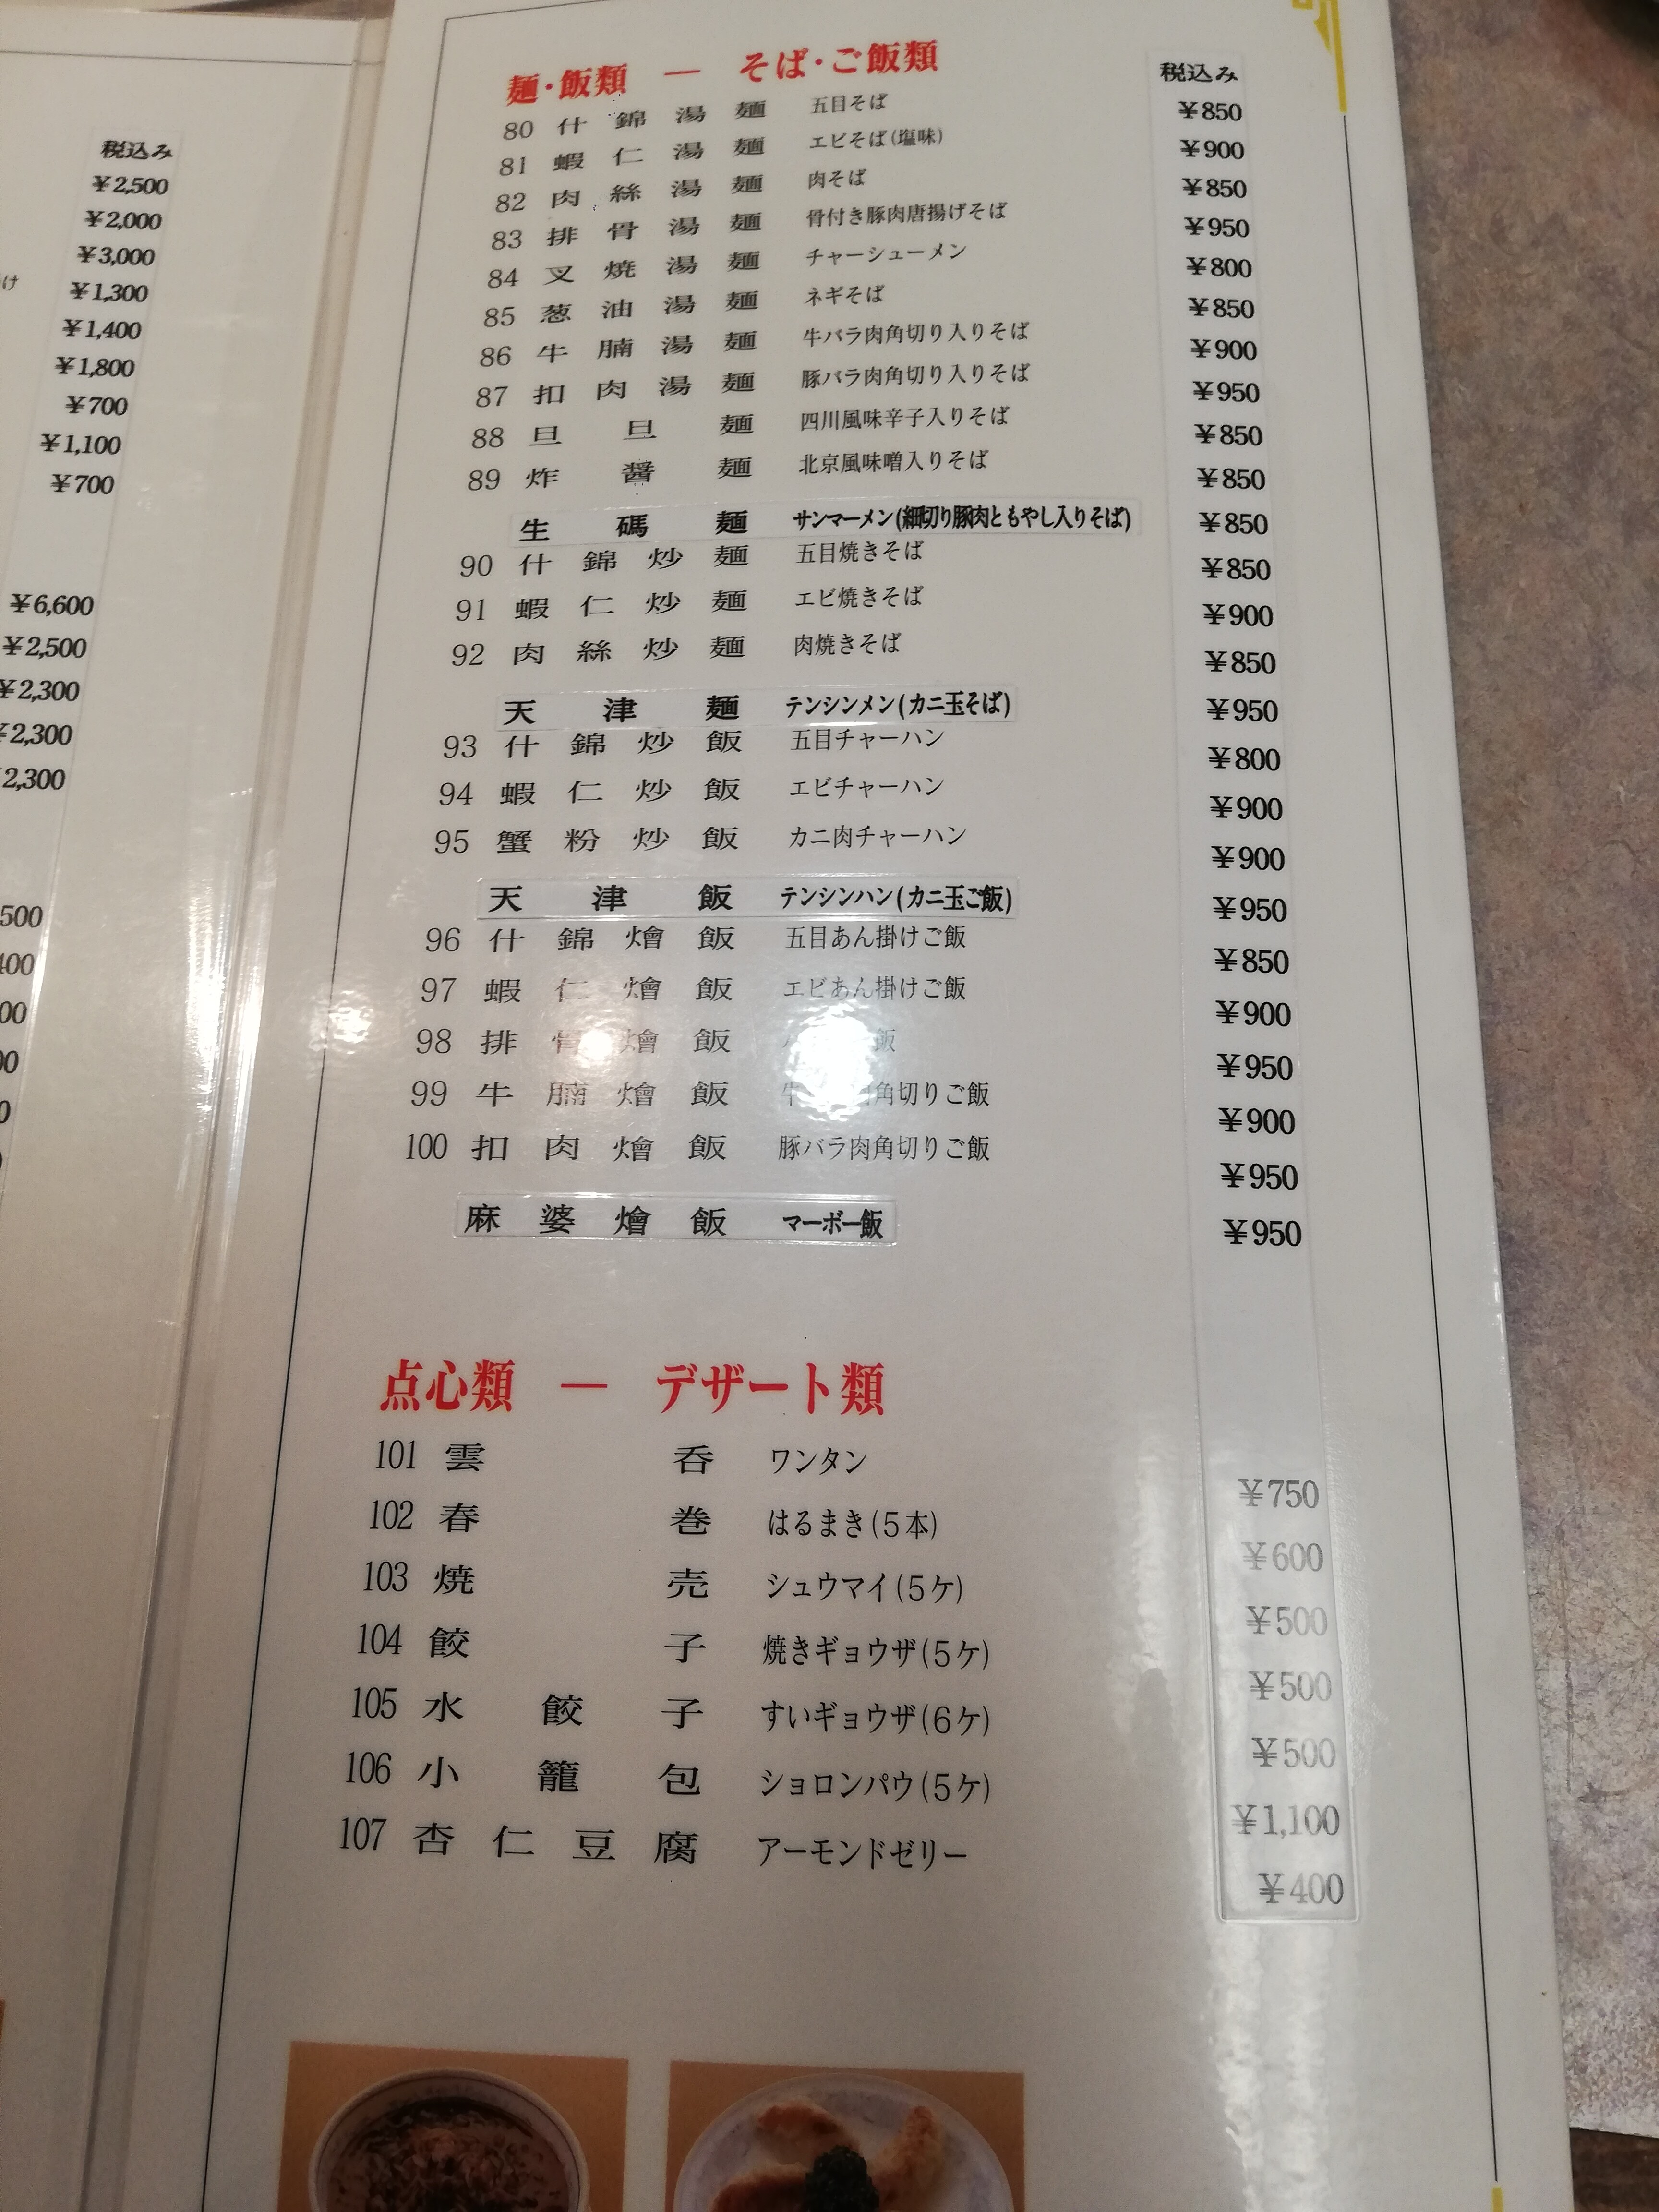 税込み
¥2,500
¥2,000
¥3,000
け ¥1,300
¥1,400
¥1,800
¥700
¥1,100
¥700
¥6,600
¥2,500
¥2,300
¥2,300
2,300
500
400
00
麺・飯類 — そば・ご飯類 税込み
80 什錦湯麺 五目そば ¥850
81 蝦仁湯麺 エビそば(塩味) ¥900
82 肉絲湯麺 肉そば ¥850
83 排骨湯麺 骨付き豚肉唐揚げそば ¥950
84 叉焼湯麺 チャーシューメン ¥800
85 葱油湯麺 ネギそば ¥850
86 牛腩湯麺 牛バラ肉角切り入りそば ¥900
87 扣肉湯麺 豚バラ肉角切り入りそば ¥950
88 旦旦麺 四川風味辛子入りそば ¥850
89 炸醤麺 北京風味噌入りそば ¥850
生碼麺 サンマーメン(細切り豚肉ともやし入りそば) ¥850
90 什錦炒麺 五目焼きそば ¥850
91 蝦仁炒麺 エビ焼きそば ¥900
92 肉絲炒麺 肉焼きそば ¥850
天津麺 テンシンメン(カニ玉そば) ¥950
93 什錦炒飯 五目チャーハン ¥800
94 蝦仁炒飯 エビチャーハン ¥900
95 蟹粉炒飯 カニ肉チャーハン ¥900
天津飯 テンシンハン(カニ玉ご飯) ¥950
96 什錦燴飯 五目あん掛けご飯 ¥850
97 蝦仁燴飯 エビあん掛けご飯 ¥900
98 排骨燴飯 飯 ¥950
99 牛腩燴飯 角切りご飯 ¥900
100 扣肉燴飯 豚バラ肉角切りご飯 ¥950
麻婆燴飯 マーボー飯 ¥950
点心類 — デザート類
101 雲呑 ワンタン ¥750
102 春巻 はるまき(5本) ¥600
103 焼売 シュウマイ(5ケ) ¥500
104 餃子 焼きギョウザ(5ケ) ¥500
105 水餃子 すいギョウザ(6ケ) ¥500
106 小籠包 ショロンパウ(5ケ) ¥1,100
107 杏仁豆腐 アーモンドゼリー ¥400